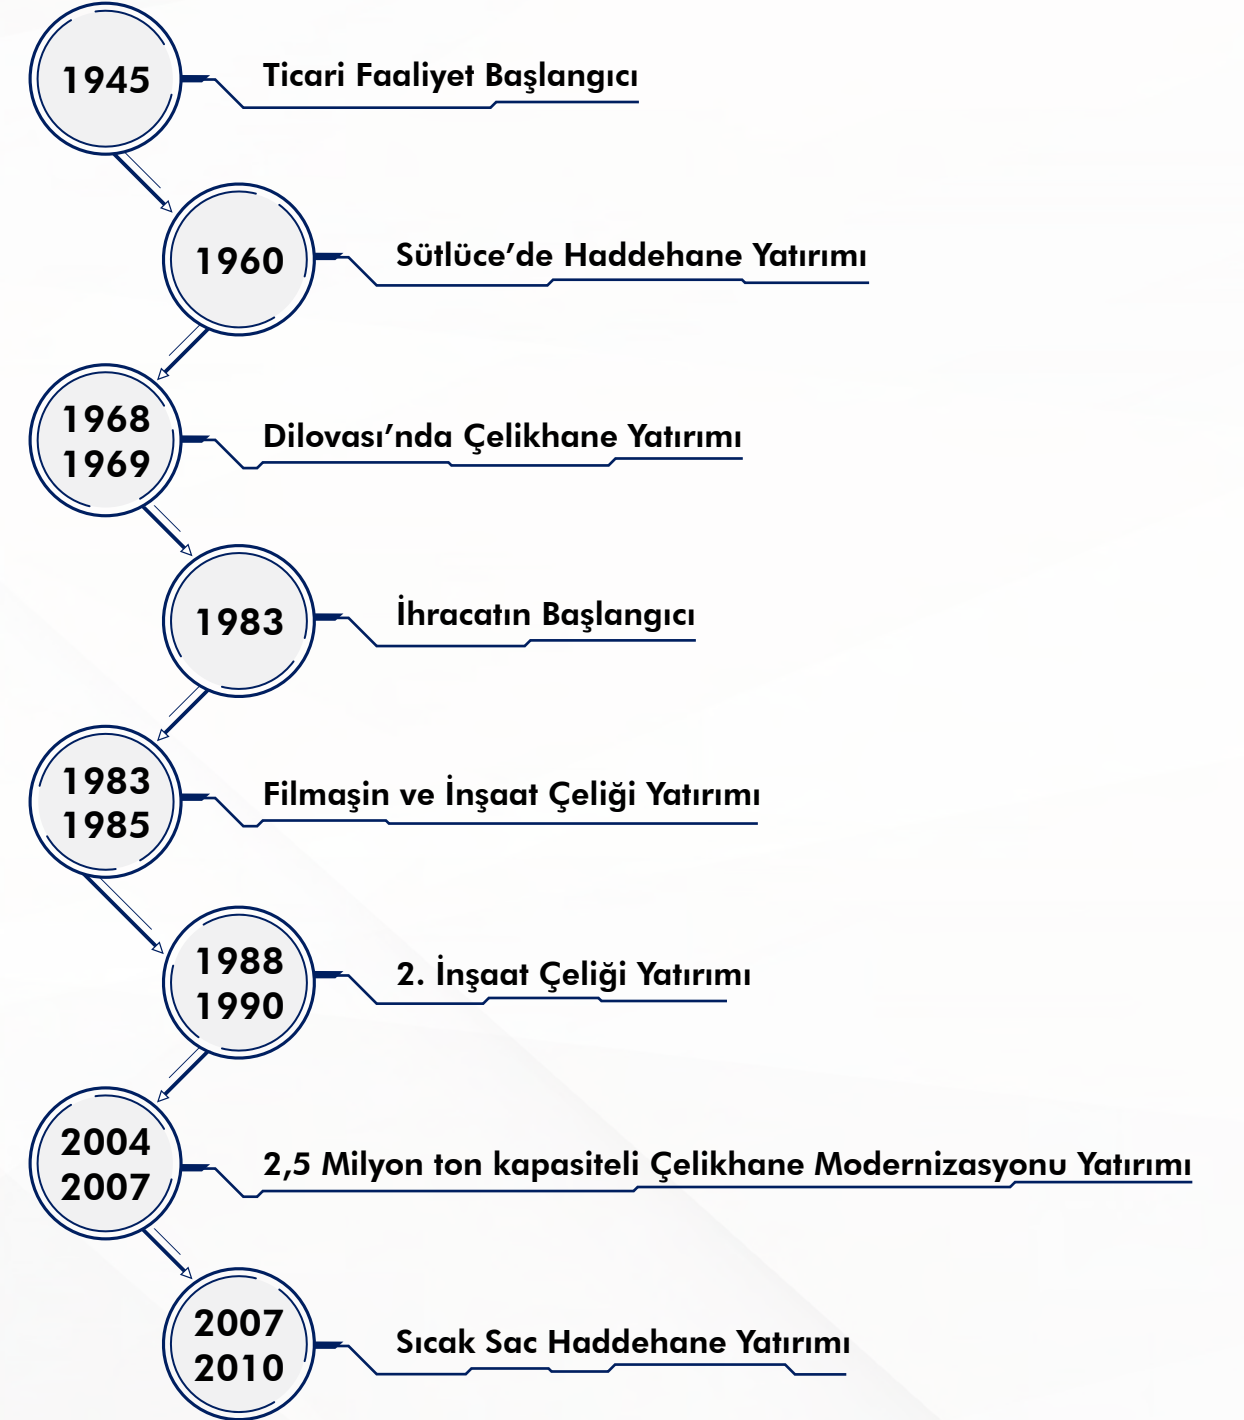 1945
Ticari Faaliyet Başlangıcı
1960
Sütlüce’de Haddehane Yatırımı
1968
1969
Dilovası’nda Çelikhane Yatırımı
1983
İhracatın Başlangıcı
1983
1985
Filmaşin ve İnşaat Çeliği Yatırımı
1988
1990
2. İnşaat Çeliği Yatırımı
2004
2007
2,5 Milyon ton kapasiteli Çelikhane Modernizasyonu Yatırımı
2007
2010
Sıcak Sac Haddehane Yatırımı